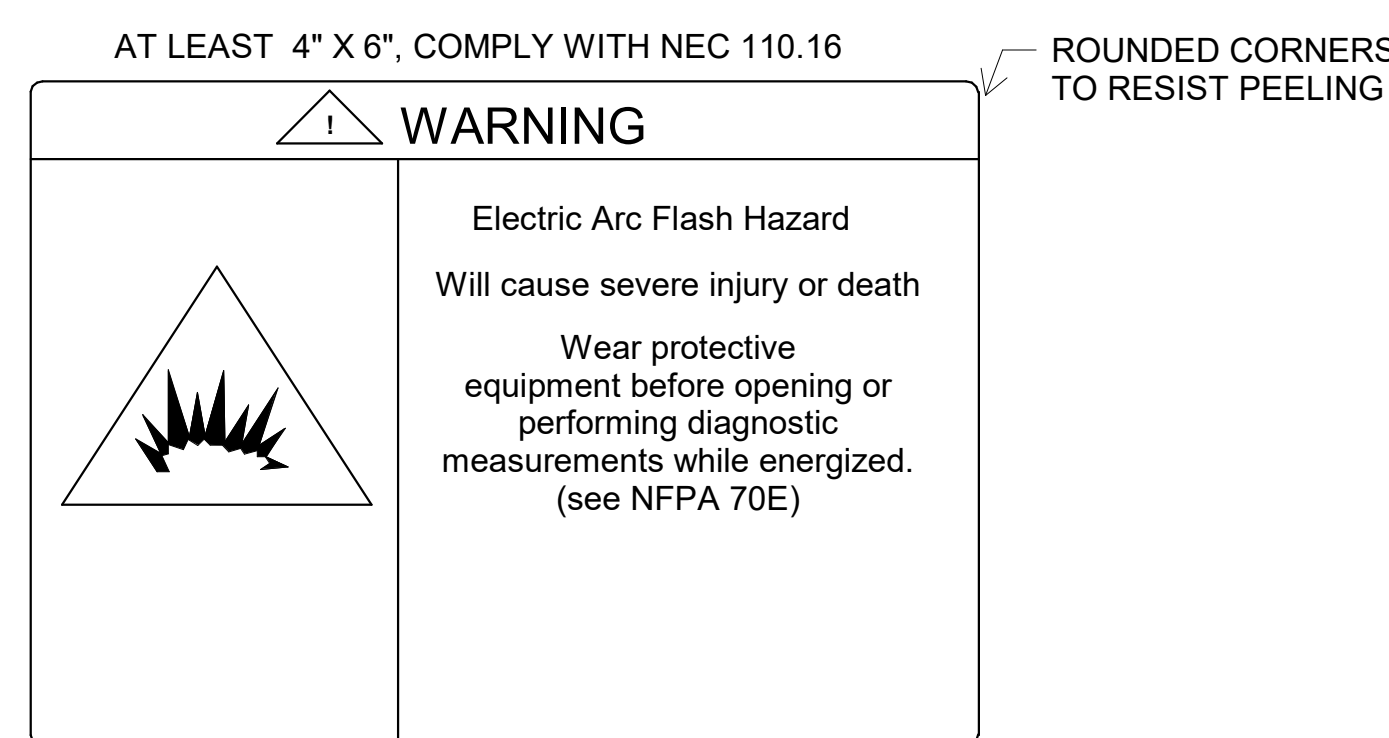 AT LEAST 4" X 6", COMPLY WITH NEC 110.16
ROUNDED CORNERS
TO RESIST PEELING
! WARNING
Electric Arc Flash Hazard
Will cause severe injury or death
Wear protective
equipment before opening or
performing diagnostic
measurements while energized.
(see NFPA 70E)